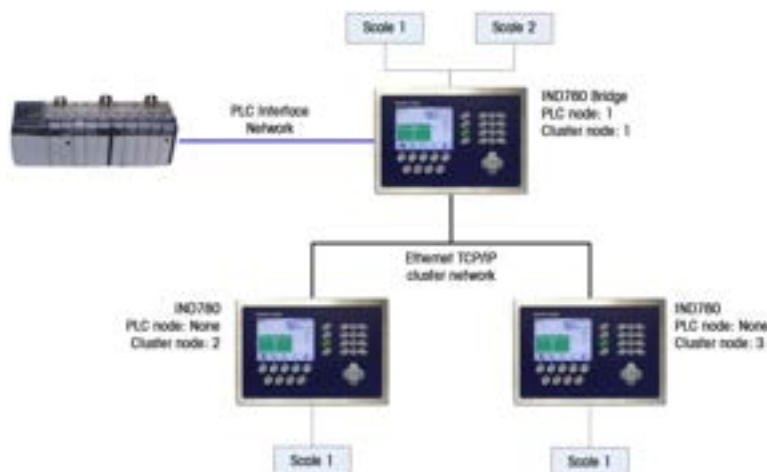 Scale 1
Scale 2
PLC Interface
Network
IND780 Bridge
PLC node: 1
Cluster node: 1
Ethernet TCP/IP
cluster network
IND780
PLC node: None
Cluster node: 2
IND780
PLC node: None
Cluster node: 3
Scale 1
Scale 1